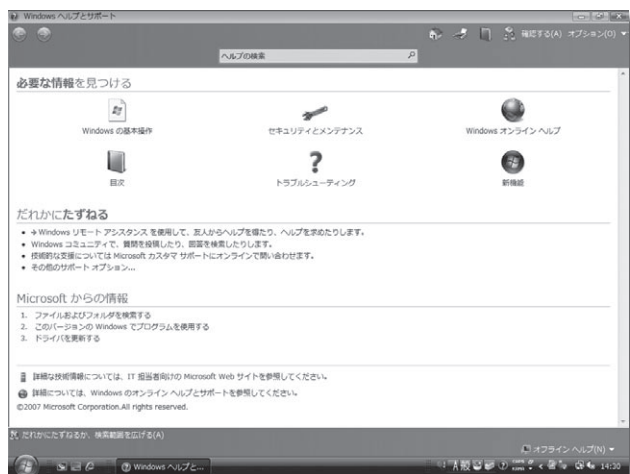 Windows ヘルプとサポート
確認する(A) オプション(O)
ヘルプの検索
必要な情報を見つける
Windows の基本操作
セキュリティとメンテナンス
Windows オンライン ヘルプ
目次
トラブルシューティング
新機能
だれかにたずねる
Windows リモート アシスタンス を使用して、友人からヘルプを得たり、ヘルプを求めたりします。
Windows コミュニティで、質問を投稿したり、回答を検索したりします。
技術的な支援については Microsoft カスタマ サポートにオンラインで問い合わせます。
その他のサポート オプション...
Microsoft からの情報
1. ファイルおよびフォルダを検索する
2. このバージョンの Windows でプログラムを使用する
3. ドライバを更新する
詳細な技術情報については、IT 担当者向けの Microsoft Web サイトを参照してください。
詳細については、Windows のオンライン ヘルプとサポートを参照してください。
©2007 Microsoft Corporation.All rights reserved.
だれかにたずねるか、検索範囲を広げる(A)
オフライン ヘルプ(N)
Windows ヘルプと...
A 般
14:30